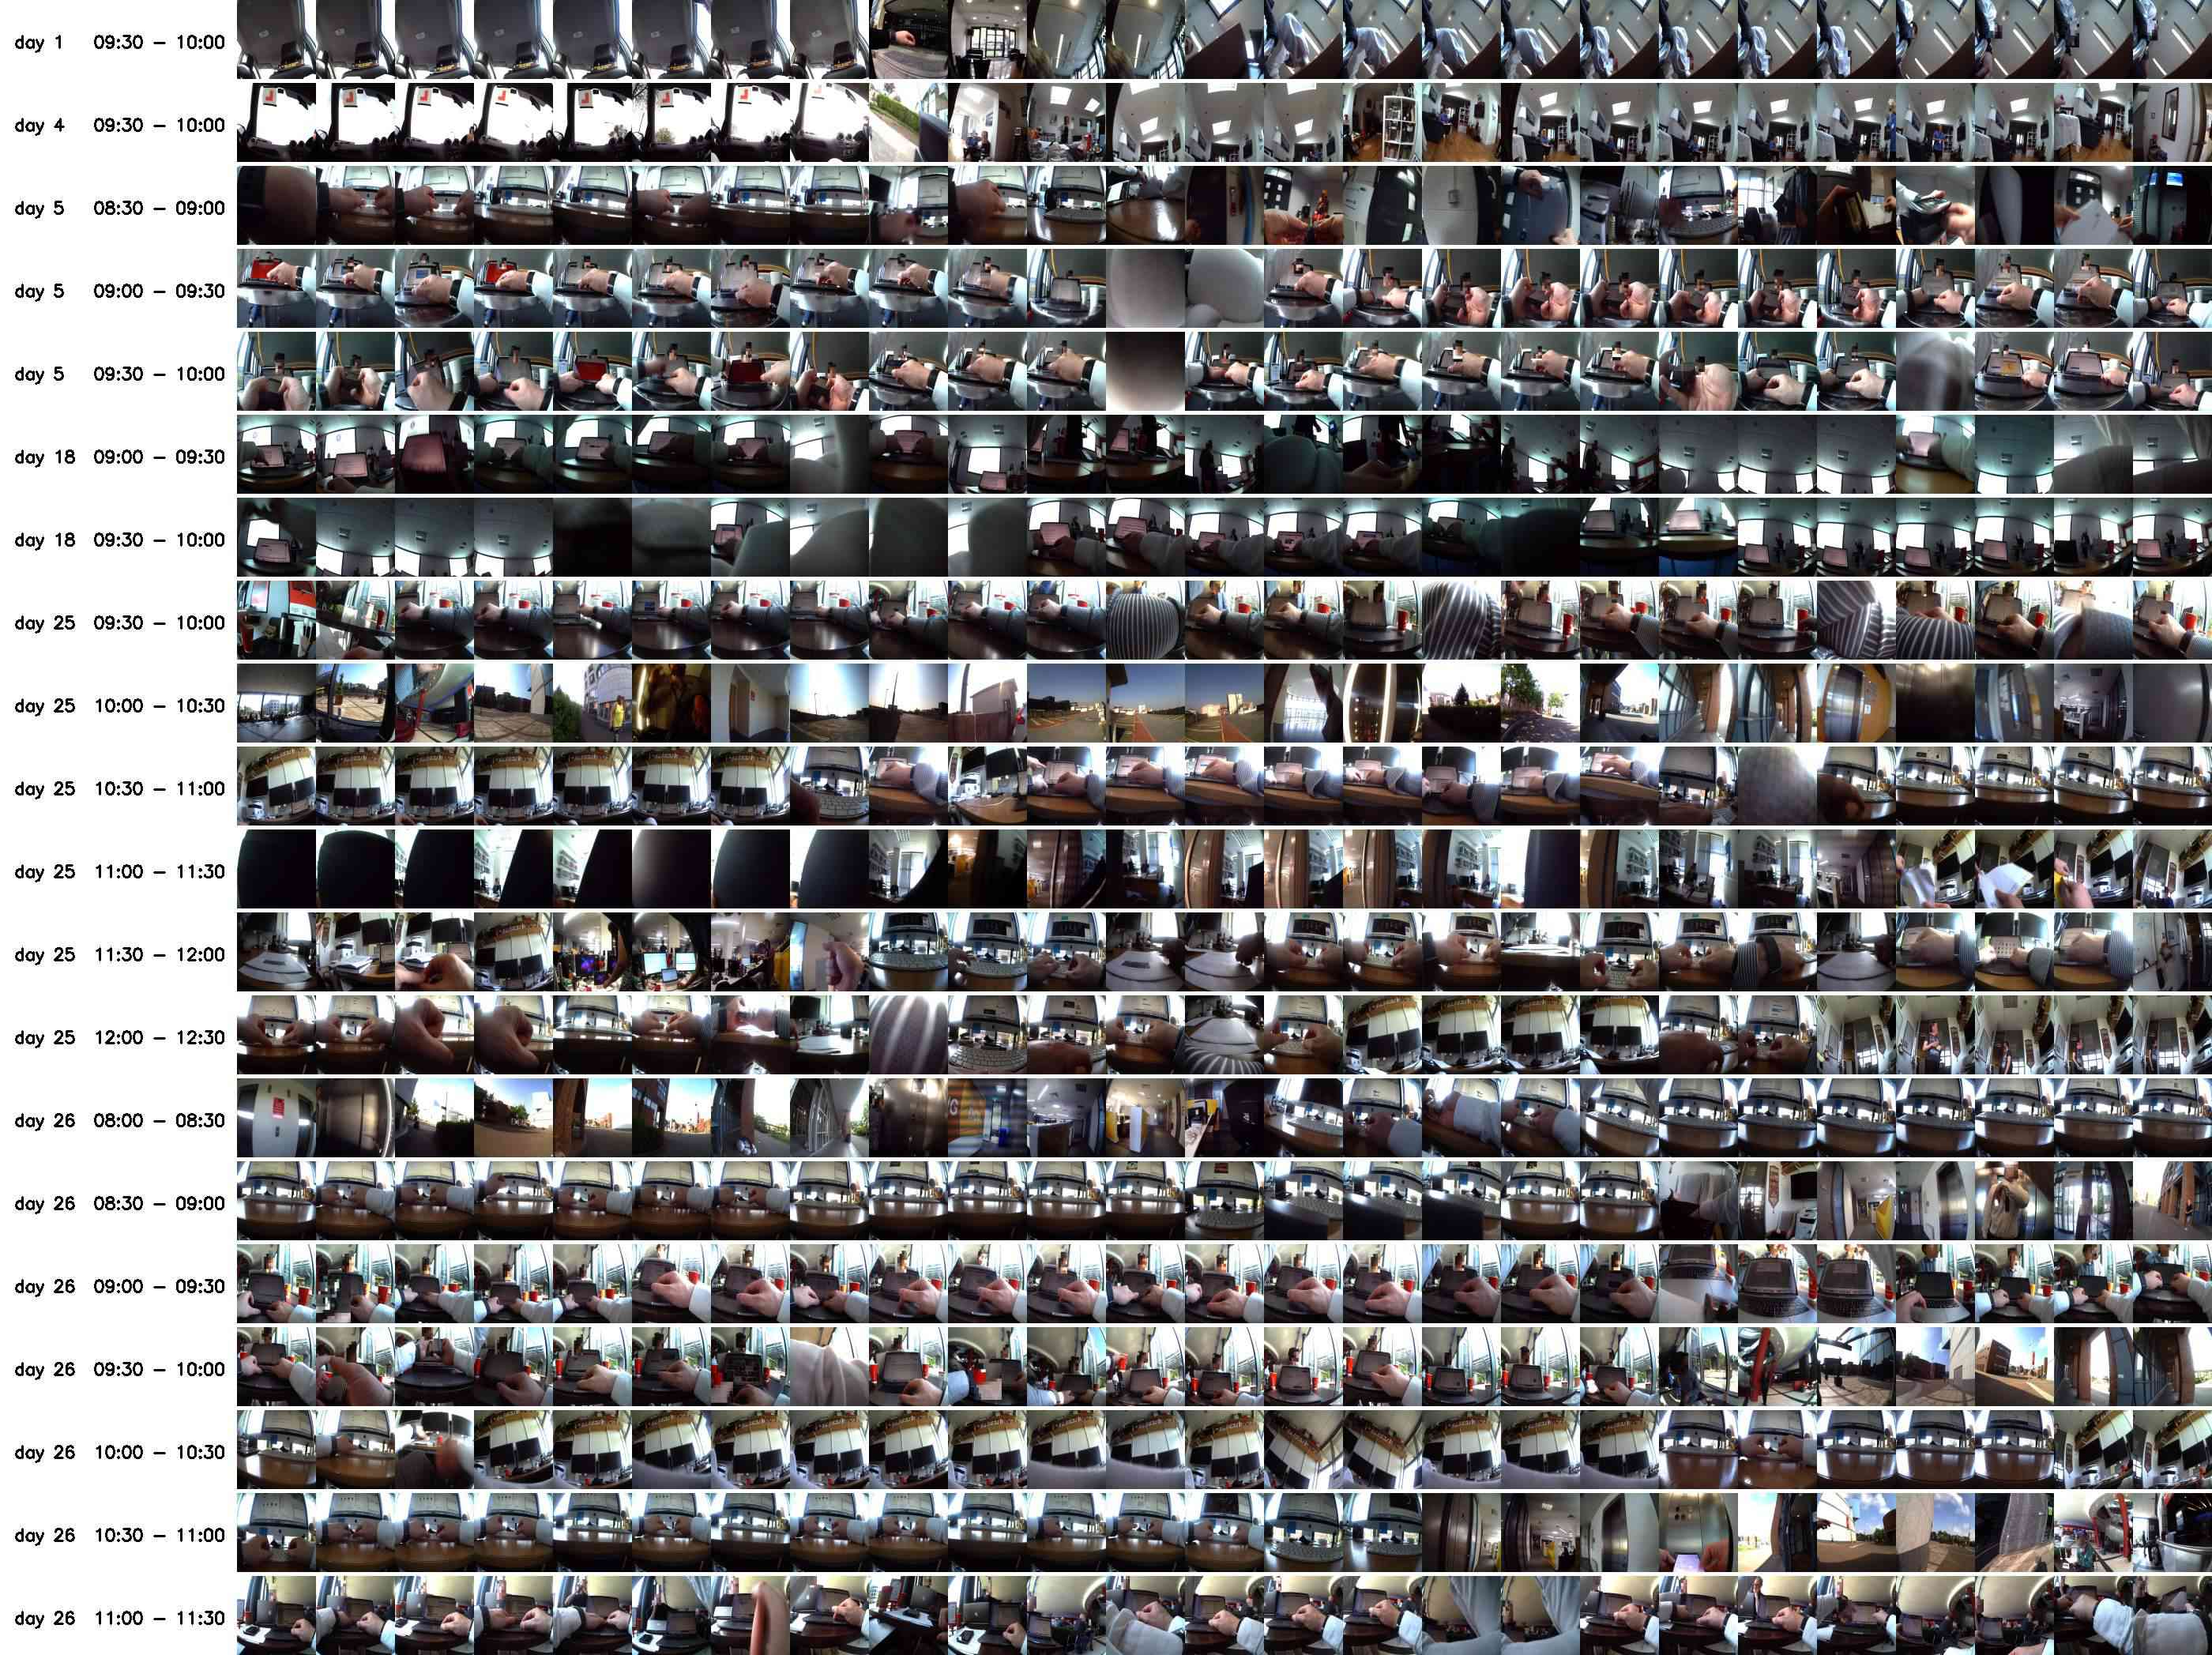 day 1 09:30 – 10:00
day 4 09:30 – 10:00
day 5 08:30 – 09:00
day 5 09:00 – 09:30
day 5 09:30 – 10:00
day 18 09:00 – 09:30
day 18 09:30 – 10:00
day 25 09:30 – 10:00
day 25 10:00 – 10:30
day 25 10:30 – 11:00
day 25 11:00 – 11:30
day 25 11:30 – 12:00
day 25 12:00 – 12:30
day 26 08:00 – 08:30
day 26 08:30 – 09:00
day 26 09:00 – 09:30
day 26 09:30 – 10:00
day 26 10:00 – 10:30
day 26 10:30 – 11:00
day 26 11:00 – 11:30